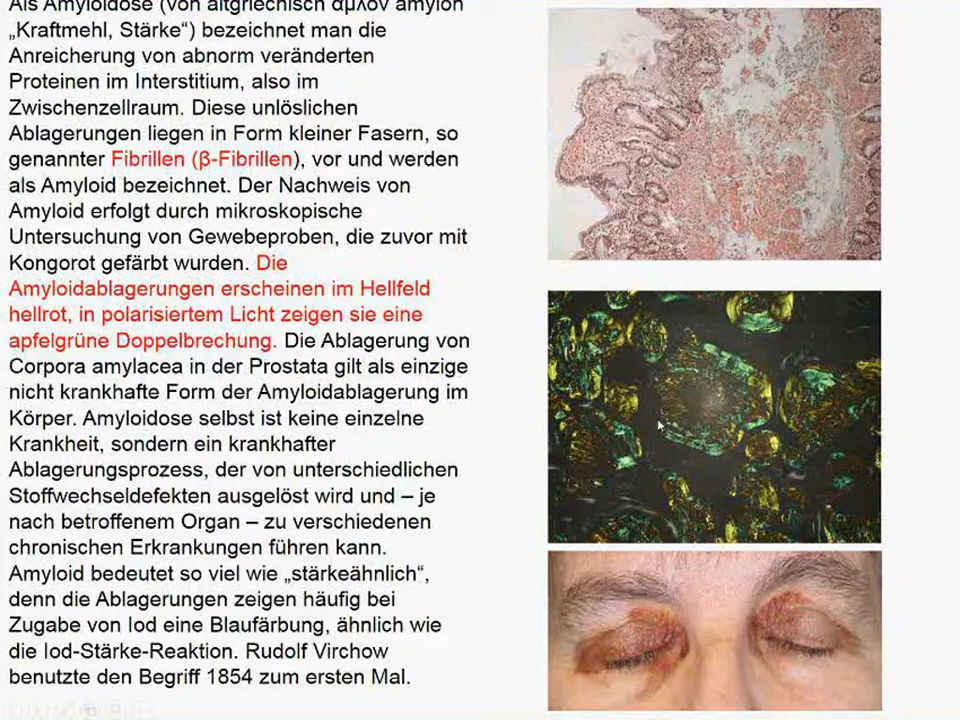 Als Amyloidose (von altgriechisch ἄμυλον amylon
„Kraftmehl, Stärke“) bezeichnet man die
Anreicherung von abnorm veränderten
Proteinen im Interstitium, also im
Zwischenzellraum. Diese unlöslichen
Ablagerungen liegen in Form kleiner Fasern, so
genannter Fibrillen (β-Fibrillen), vor und werden
als Amyloid bezeichnet. Der Nachweis von
Amyloid erfolgt durch mikroskopische
Untersuchung von Gewebeproben, die zuvor mit
Kongorot gefärbt wurden. Die
Amyloidablagerungen erscheinen im Hellfeld
hellrot, in polarisiertem Licht zeigen sie eine
apfelgrüne Doppelbrechung. Die Ablagerung von
Corpora amylacea in der Prostata gilt als einzige
nicht krankhafte Form der Amyloidablagerung im
Körper. Amyloidose selbst ist keine einzelne
Krankheit, sondern ein krankhafter
Ablagerungsprozess, der von unterschiedlichen
Stoffwechseldefekten ausgelöst wird und – je
nach betroffenem Organ – zu verschiedenen
chronischen Erkrankungen führen kann.
Amyloid bedeutet so viel wie „stärkeähnlich“,
denn die Ablagerungen zeigen häufig bei
Zugabe von Iod eine Blaufärbung, ähnlich wie
die Iod-Stärke-Reaktion. Rudolf Virchow
benutzte den Begriff 1854 zum ersten Mal.